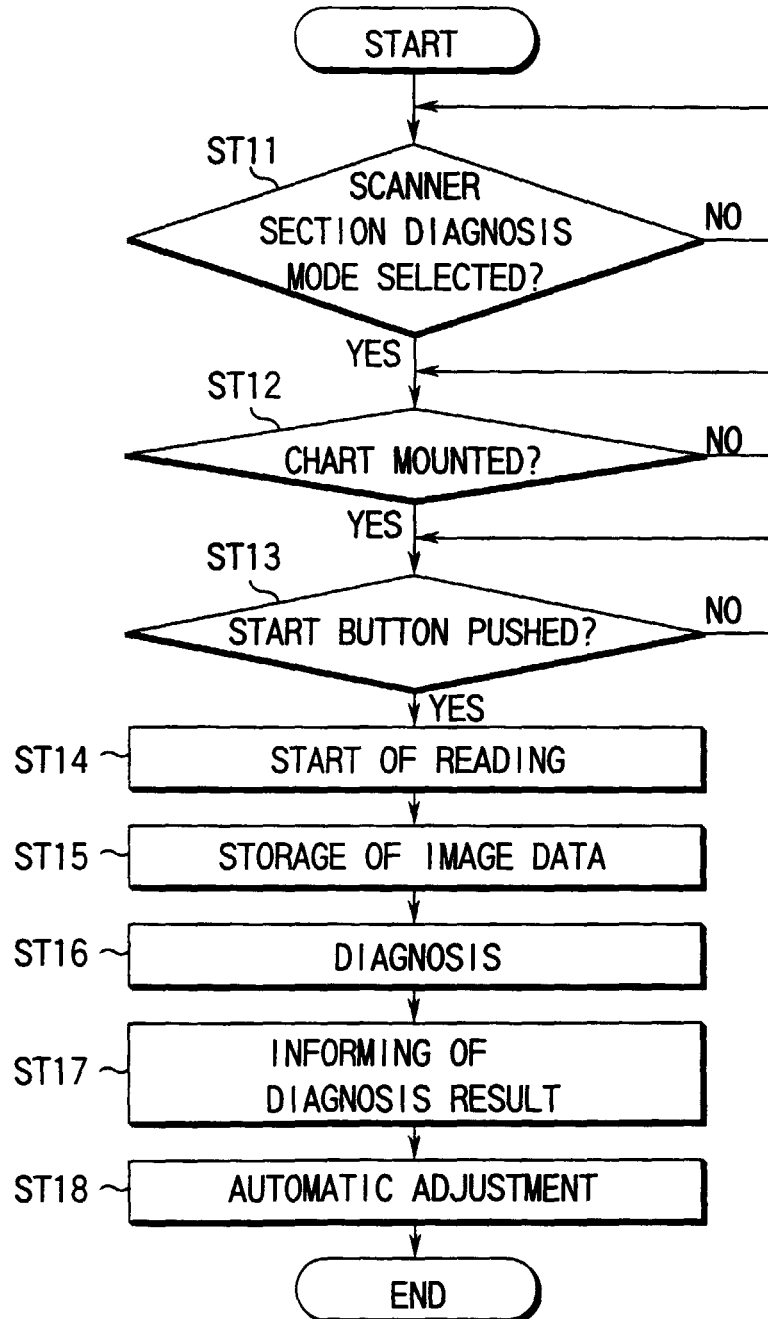 START
ST11
SCANNER
SECTION DIAGNOSIS
MODE SELECTED?
NO
YES
ST12
CHART MOUNTED?
NO
YES
ST13
START BUTTON PUSHED?
NO
YES
ST14
START OF READING
ST15
STORAGE OF IMAGE DATA
ST16
DIAGNOSIS
ST17
INFORMING OF
DIAGNOSIS RESULT
ST18
AUTOMATIC ADJUSTMENT
END